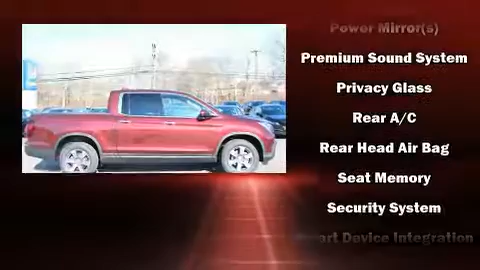 Power Mirror(s)
Premium Sound System
Privacy Glass
Rear A/C
Rear Head Air Bag
Seat Memory
Security System
Smart Device Integration